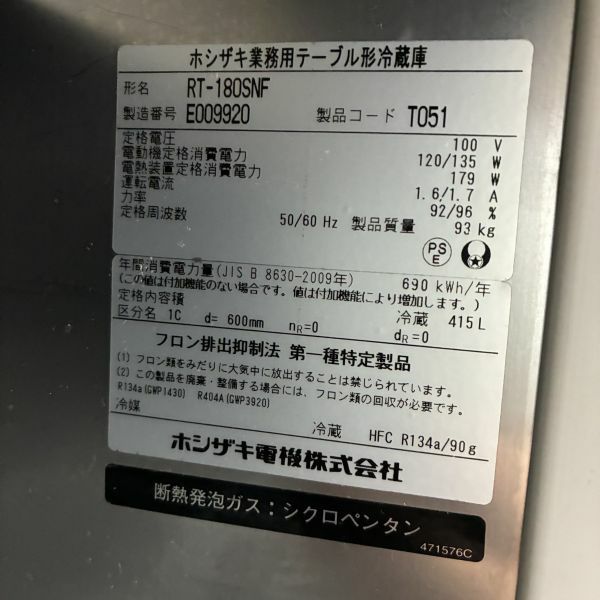 ホシザキ業務用テーブル形冷蔵庫
形名 RT-180SNF
製造番号 E009920 製品コード T051
定格電圧 100 V
電動機定格消費電力 120/135 W
電熱装置定格消費電力 179 W
運転電流 1.6/1.7 A
力率 92/96 %
定格周波数 50/60 Hz 製品質量 93 kg
PS
E
年間消費電力量(JIS B 8630-2009年) 690 kWh/年
(この値は付加機能のない場合です。値は付加機能により増加します。)
定格内容積 冷蔵 415 L
区分名 1C d= 600mm nR=0 dR=0
フロン排出抑制法 第一種特定製品
(1) フロン類をみだりに大気中に放出することは禁じられています。
(2) この製品を廃棄・整備する場合には、フロン類の回収が必要です。
R134a(GWP1430) R404A(GWP3920)
冷媒 冷蔵 HFC R134a/90g
ホシザキ電機株式会社
断熱発泡ガス：シクロペンタン
471576C